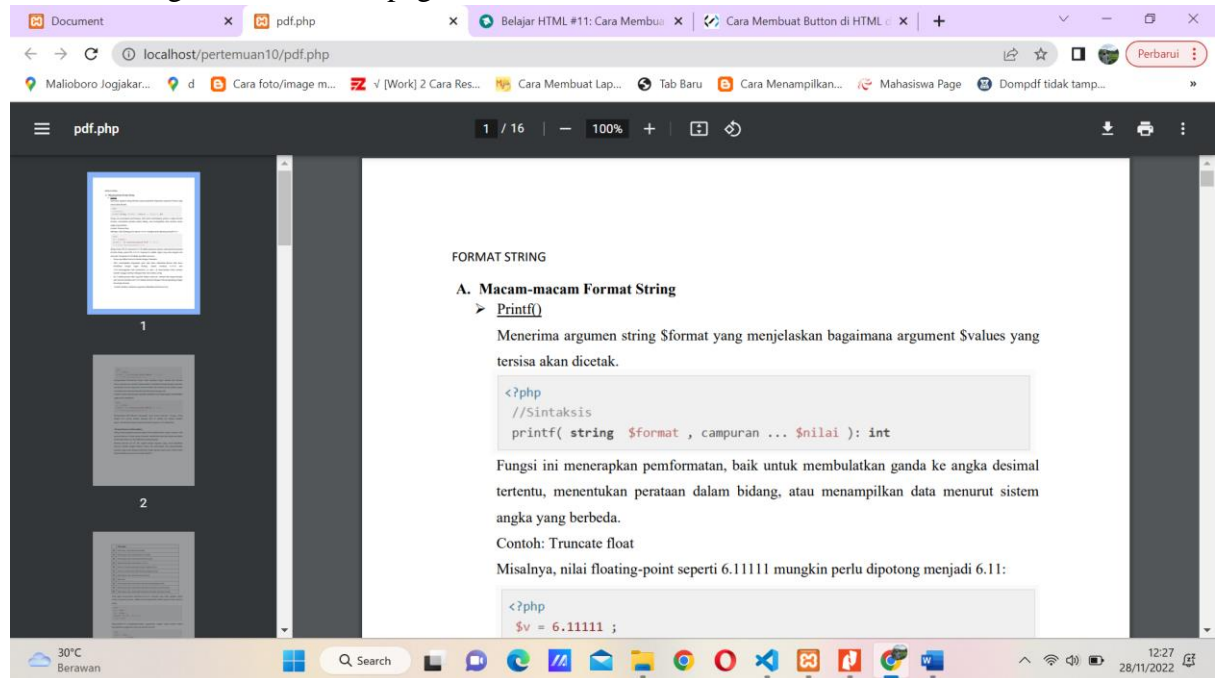 Document
pdf.php
Belajar HTML #11: Cara Membua
Cara Membuat Button di HTML d
localhost/pertemuan10/pdf.php
Perbarui
Malioboro Jogjakar...
d
Cara foto/image m...
√ [Work] 2 Cara Res...
Cara Membuat Lap...
Tab Baru
Cara Menampilkan...
Mahasiswa Page
Dompdf tidak tamp...
»
pdf.php
1 / 16
100%
1
2
FORMAT STRING
A. Macam-macam Format String
➢ Printf()
Menerima argumen string $format yang menjelaskan bagaimana argument $values yang
tersisa akan dicetak.
<?php
//Sintaksis
printf( string $format , campuran ... $nilai ): int
Fungsi ini menerapkan pemformatan, baik untuk membulatkan ganda ke angka desimal
tertentu, menentukan perataan dalam bidang, atau menampilkan data menurut sistem
angka yang berbeda.
Contoh: Truncate float
Misalnya, nilai floating-point seperti 6.11111 mungkin perlu dipotong menjadi 6.11:
<?php
$v = 6.11111 ;
30°C
Berawan
Search
12:27
28/11/2022